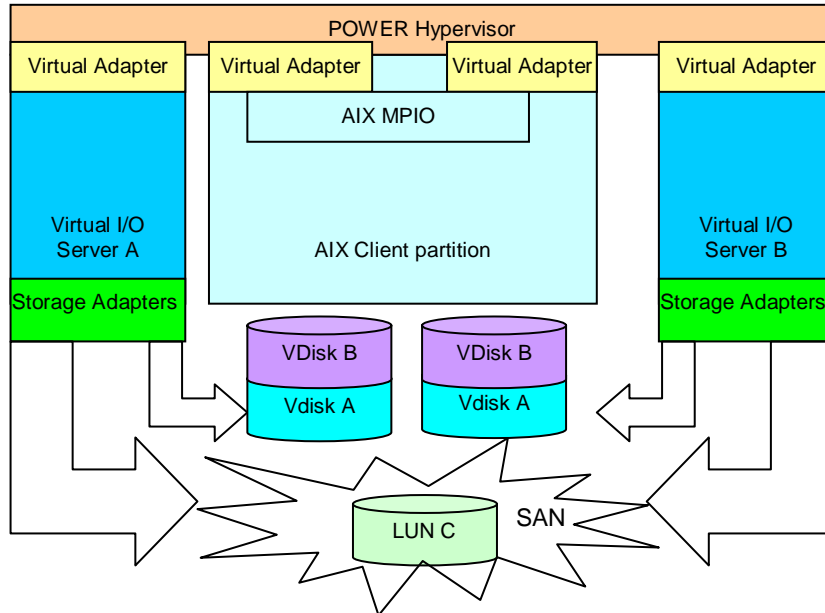 POWER Hypervisor
Virtual Adapter
Virtual Adapter
Virtual Adapter
Virtual Adapter
AIX MPIO
Virtual I/O
Server A
AIX Client partition
Virtual I/O
Server B
Storage Adapters
Storage Adapters
VDisk B
VDisk B
Vdisk A
Vdisk A
SAN
LUN C